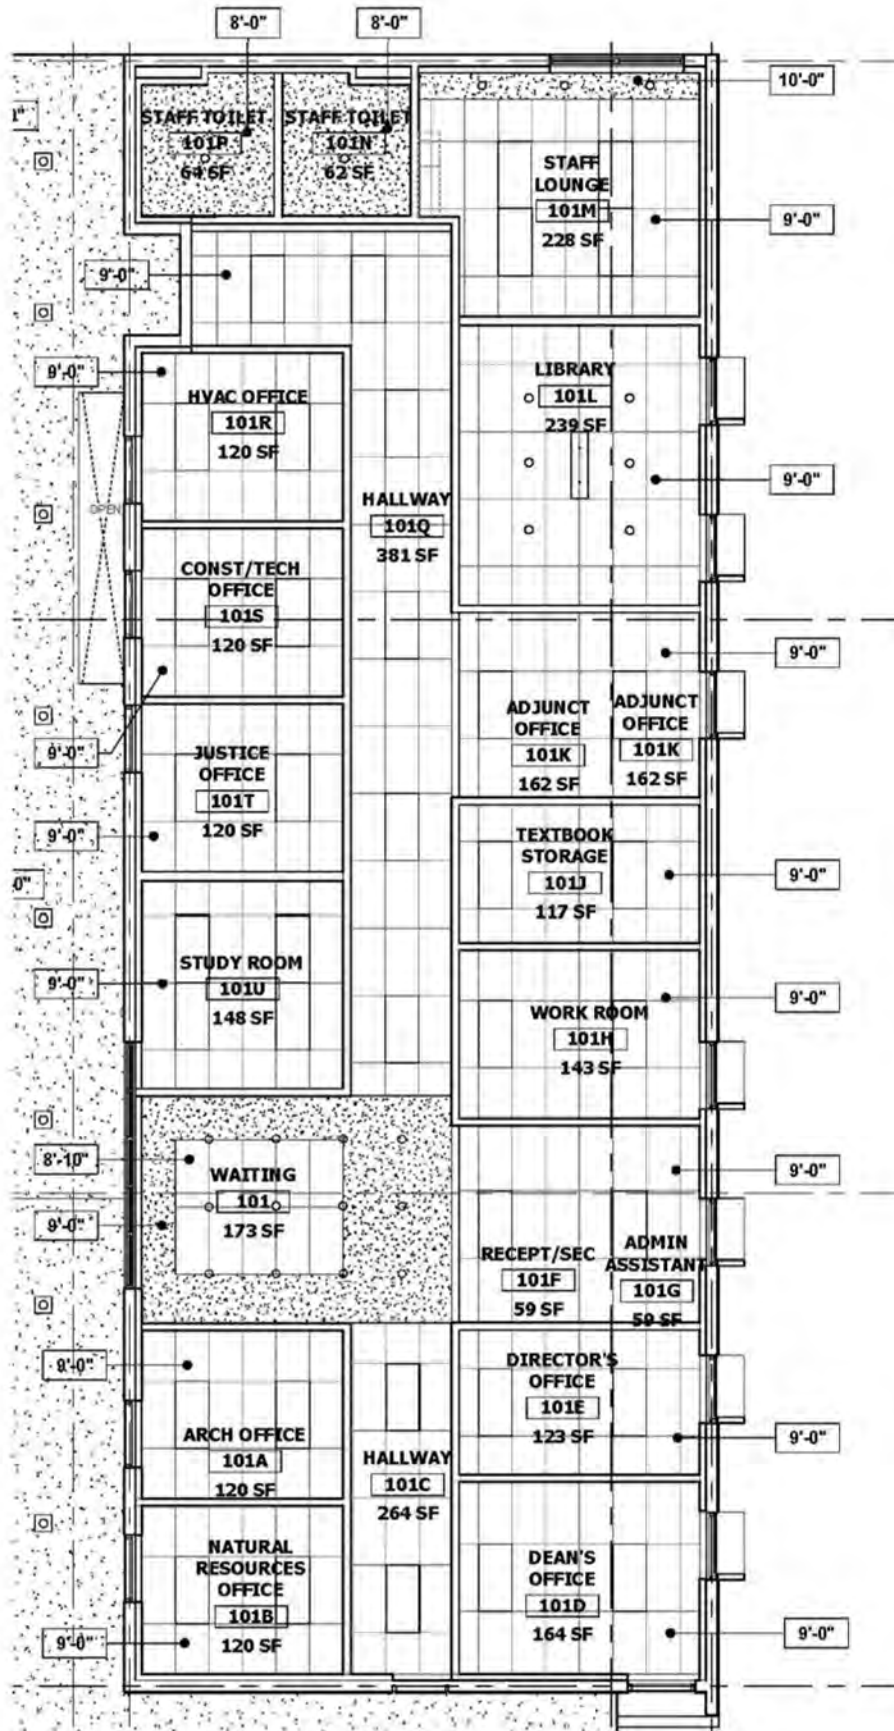 8'-0"
8'-0"
10'-0"
STAFF TOILET
101P
64 SF
STAFF TOILET
101N
62 SF
STAFF
LOUNGE
101M
228 SF
9'-0"
9'-0"
9'-0"
HVAC OFFICE
101R
120 SF
LIBRARY
101L
239 SF
9'-0"
HALLWAY
101Q
381 SF
OPEN
CONST/TECH
OFFICE
101S
120 SF
9'-0"
ADJUNCT
OFFICE
101K
162 SF
ADJUNCT
OFFICE
101K
162 SF
9'-0"
JUSTICE
OFFICE
101T
120 SF
9'-0"
TEXTBOOK
STORAGE
101J
117 SF
9'-0"
STUDY ROOM
101U
148 SF
9'-0"
9'-0"
WORK ROOM
101H
143 SF
8'-10"
9'-0"
WAITING
101
173 SF
9'-0"
RECEPT/SEC
101F
59 SF
ADMIN
ASSISTANT
101G
59 SF
9'-0"
ARCH OFFICE
101A
120 SF
DIRECTOR'S
OFFICE
101E
123 SF
9'-0"
HALLWAY
101C
264 SF
NATURAL
RESOURCES
OFFICE
101B
120 SF
9'-0"
DEAN'S
OFFICE
101D
164 SF
9'-0"